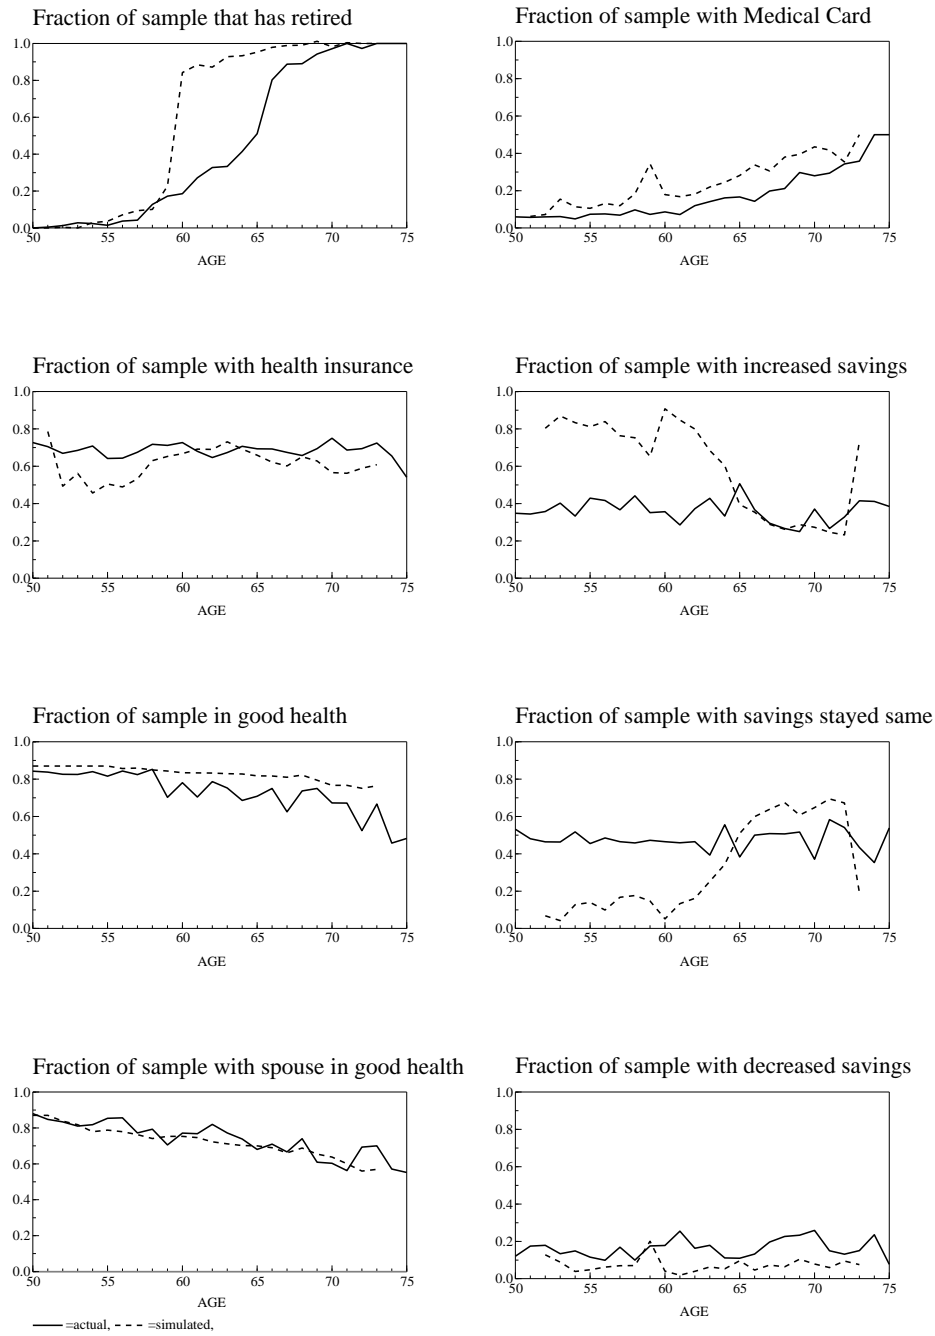 Fraction of sample that has retired
1.0
0.8
0.6
0.4
0.2
0.0
50 55 60 65 70 75
AGE
Fraction of sample with Medical Card
1.0
0.8
0.6
0.4
0.2
0.0
50 55 60 65 70 75
AGE
Fraction of sample with health insurance
1.0
0.8
0.6
0.4
0.2
0.0
50 55 60 65 70 75
AGE
Fraction of sample with increased savings
1.0
0.8
0.6
0.4
0.2
0.0
50 55 60 65 70 75
AGE
Fraction of sample in good health
1.0
0.8
0.6
0.4
0.2
0.0
50 55 60 65 70 75
AGE
Fraction of sample with savings stayed same
1.0
0.8
0.6
0.4
0.2
0.0
50 55 60 65 70 75
AGE
Fraction of sample with spouse in good health
1.0
0.8
0.6
0.4
0.2
0.0
50 55 60 65 70 75
AGE
=actual, =simulated,
Fraction of sample with decreased savings
1.0
0.8
0.6
0.4
0.2
0.0
50 55 60 65 70 75
AGE